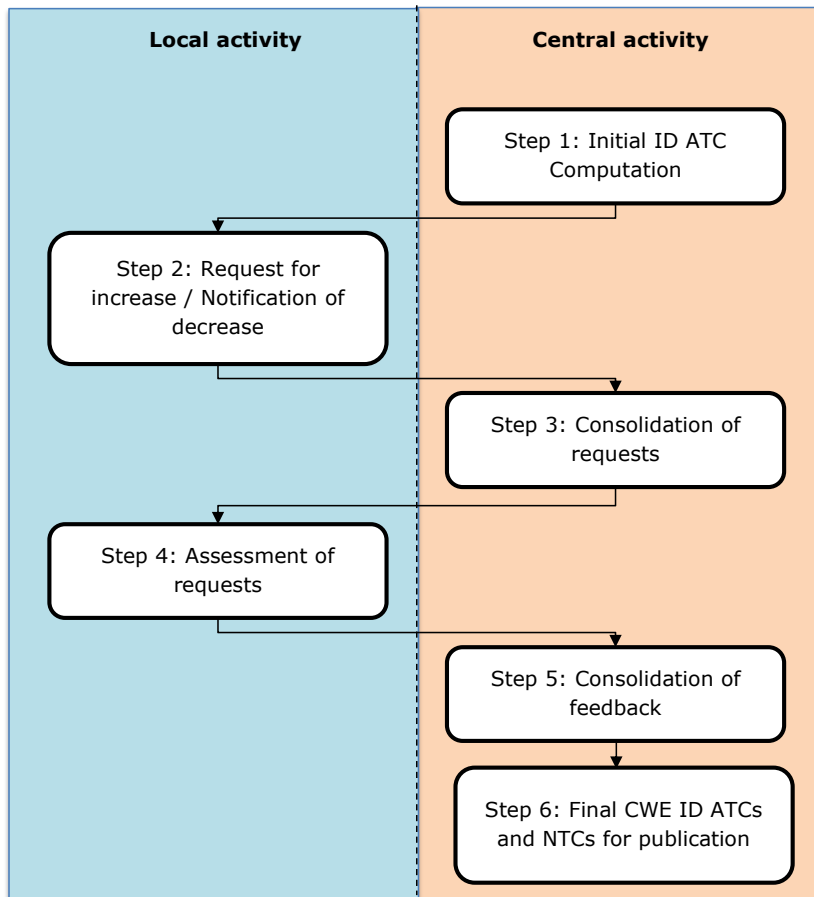 Local activity
Central activity
Step 1: Initial ID ATC
Computation
Step 2: Request for
increase / Notification of
decrease
Step 3: Consolidation of
requests
Step 4: Assessment of
requests
Step 5: Consolidation of
feedback
Step 6: Final CWE ID ATCs
and NTCs for publication